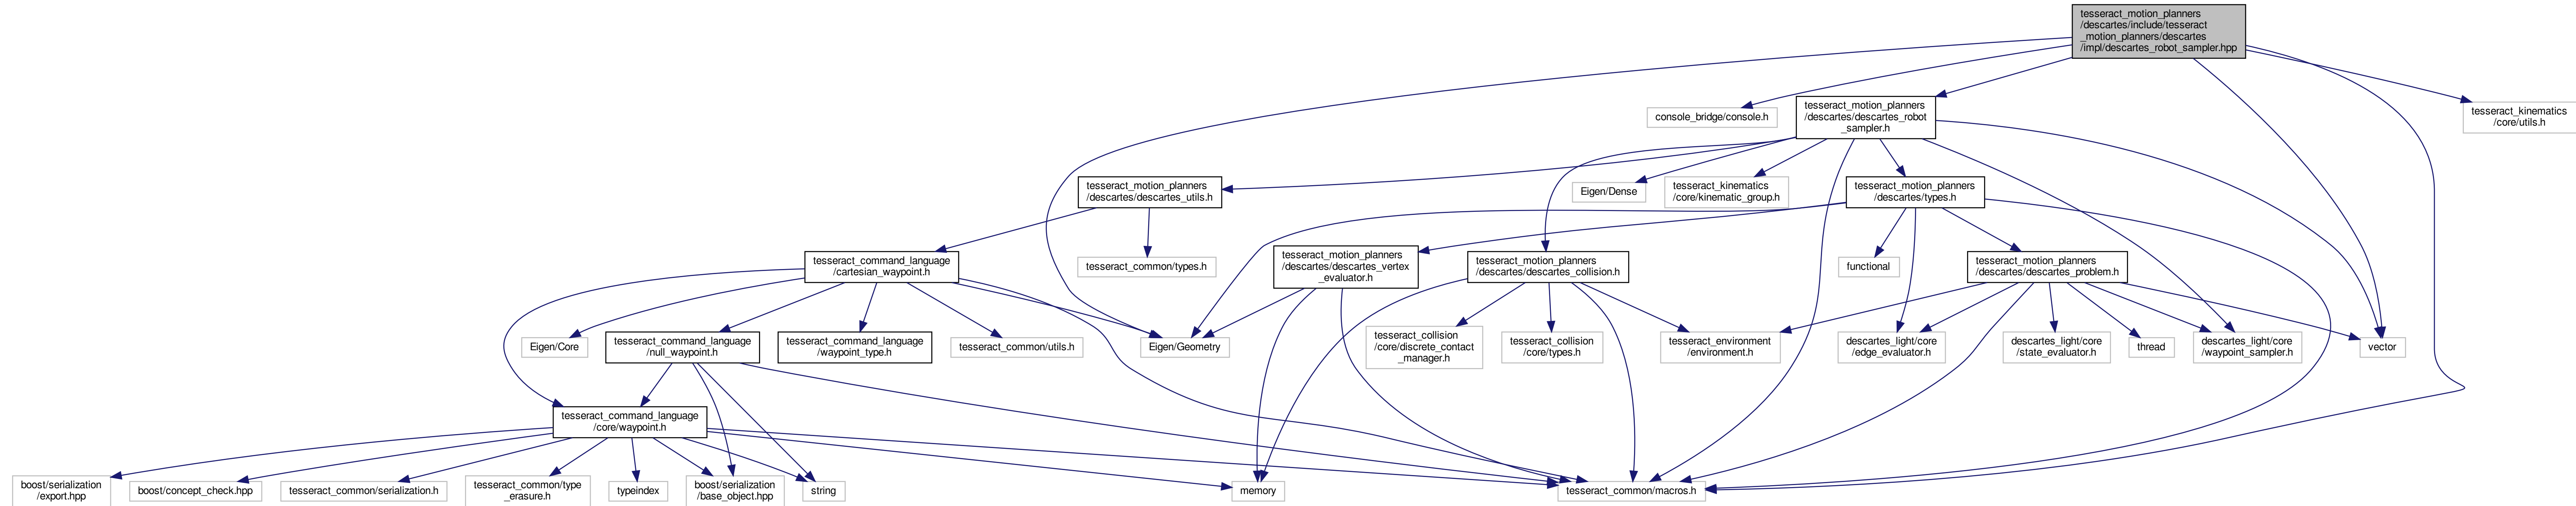 tesseract_motion_planners
/descartes/include/tesseract
_motion_planners/descartes
/impl/descartes_robot_sampler.hpp
console_bridge/console.h
tesseract_motion_planners
/descartes/descartes_robot
_sampler.h
tesseract_kinematics
/core/utils.h
tesseract_motion_planners
/descartes/descartes_utils.h
Eigen/Dense
tesseract_kinematics
/core/kinematic_group.h
tesseract_motion_planners
/descartes/types.h
tesseract_command_language
/cartesian_waypoint.h
tesseract_common/types.h
tesseract_motion_planners
/descartes/descartes_vertex
_evaluator.h
tesseract_motion_planners
/descartes/descartes_collision.h
functional
tesseract_motion_planners
/descartes/descartes_problem.h
Eigen/Core
tesseract_command_language
/null_waypoint.h
tesseract_command_language
/waypoint_type.h
tesseract_common/utils.h
Eigen/Geometry
tesseract_collision
/core/discrete_contact
_manager.h
tesseract_collision
/core/types.h
tesseract_environment
/environment.h
descartes_light/core
/edge_evaluator.h
descartes_light/core
/state_evaluator.h
thread
descartes_light/core
/waypoint_sampler.h
vector
tesseract_command_language
/core/waypoint.h
boost/serialization
/export.hpp
boost/concept_check.hpp
tesseract_common/serialization.h
tesseract_common/type
_erasure.h
typeindex
boost/serialization
/base_object.hpp
string
memory
tesseract_common/macros.h